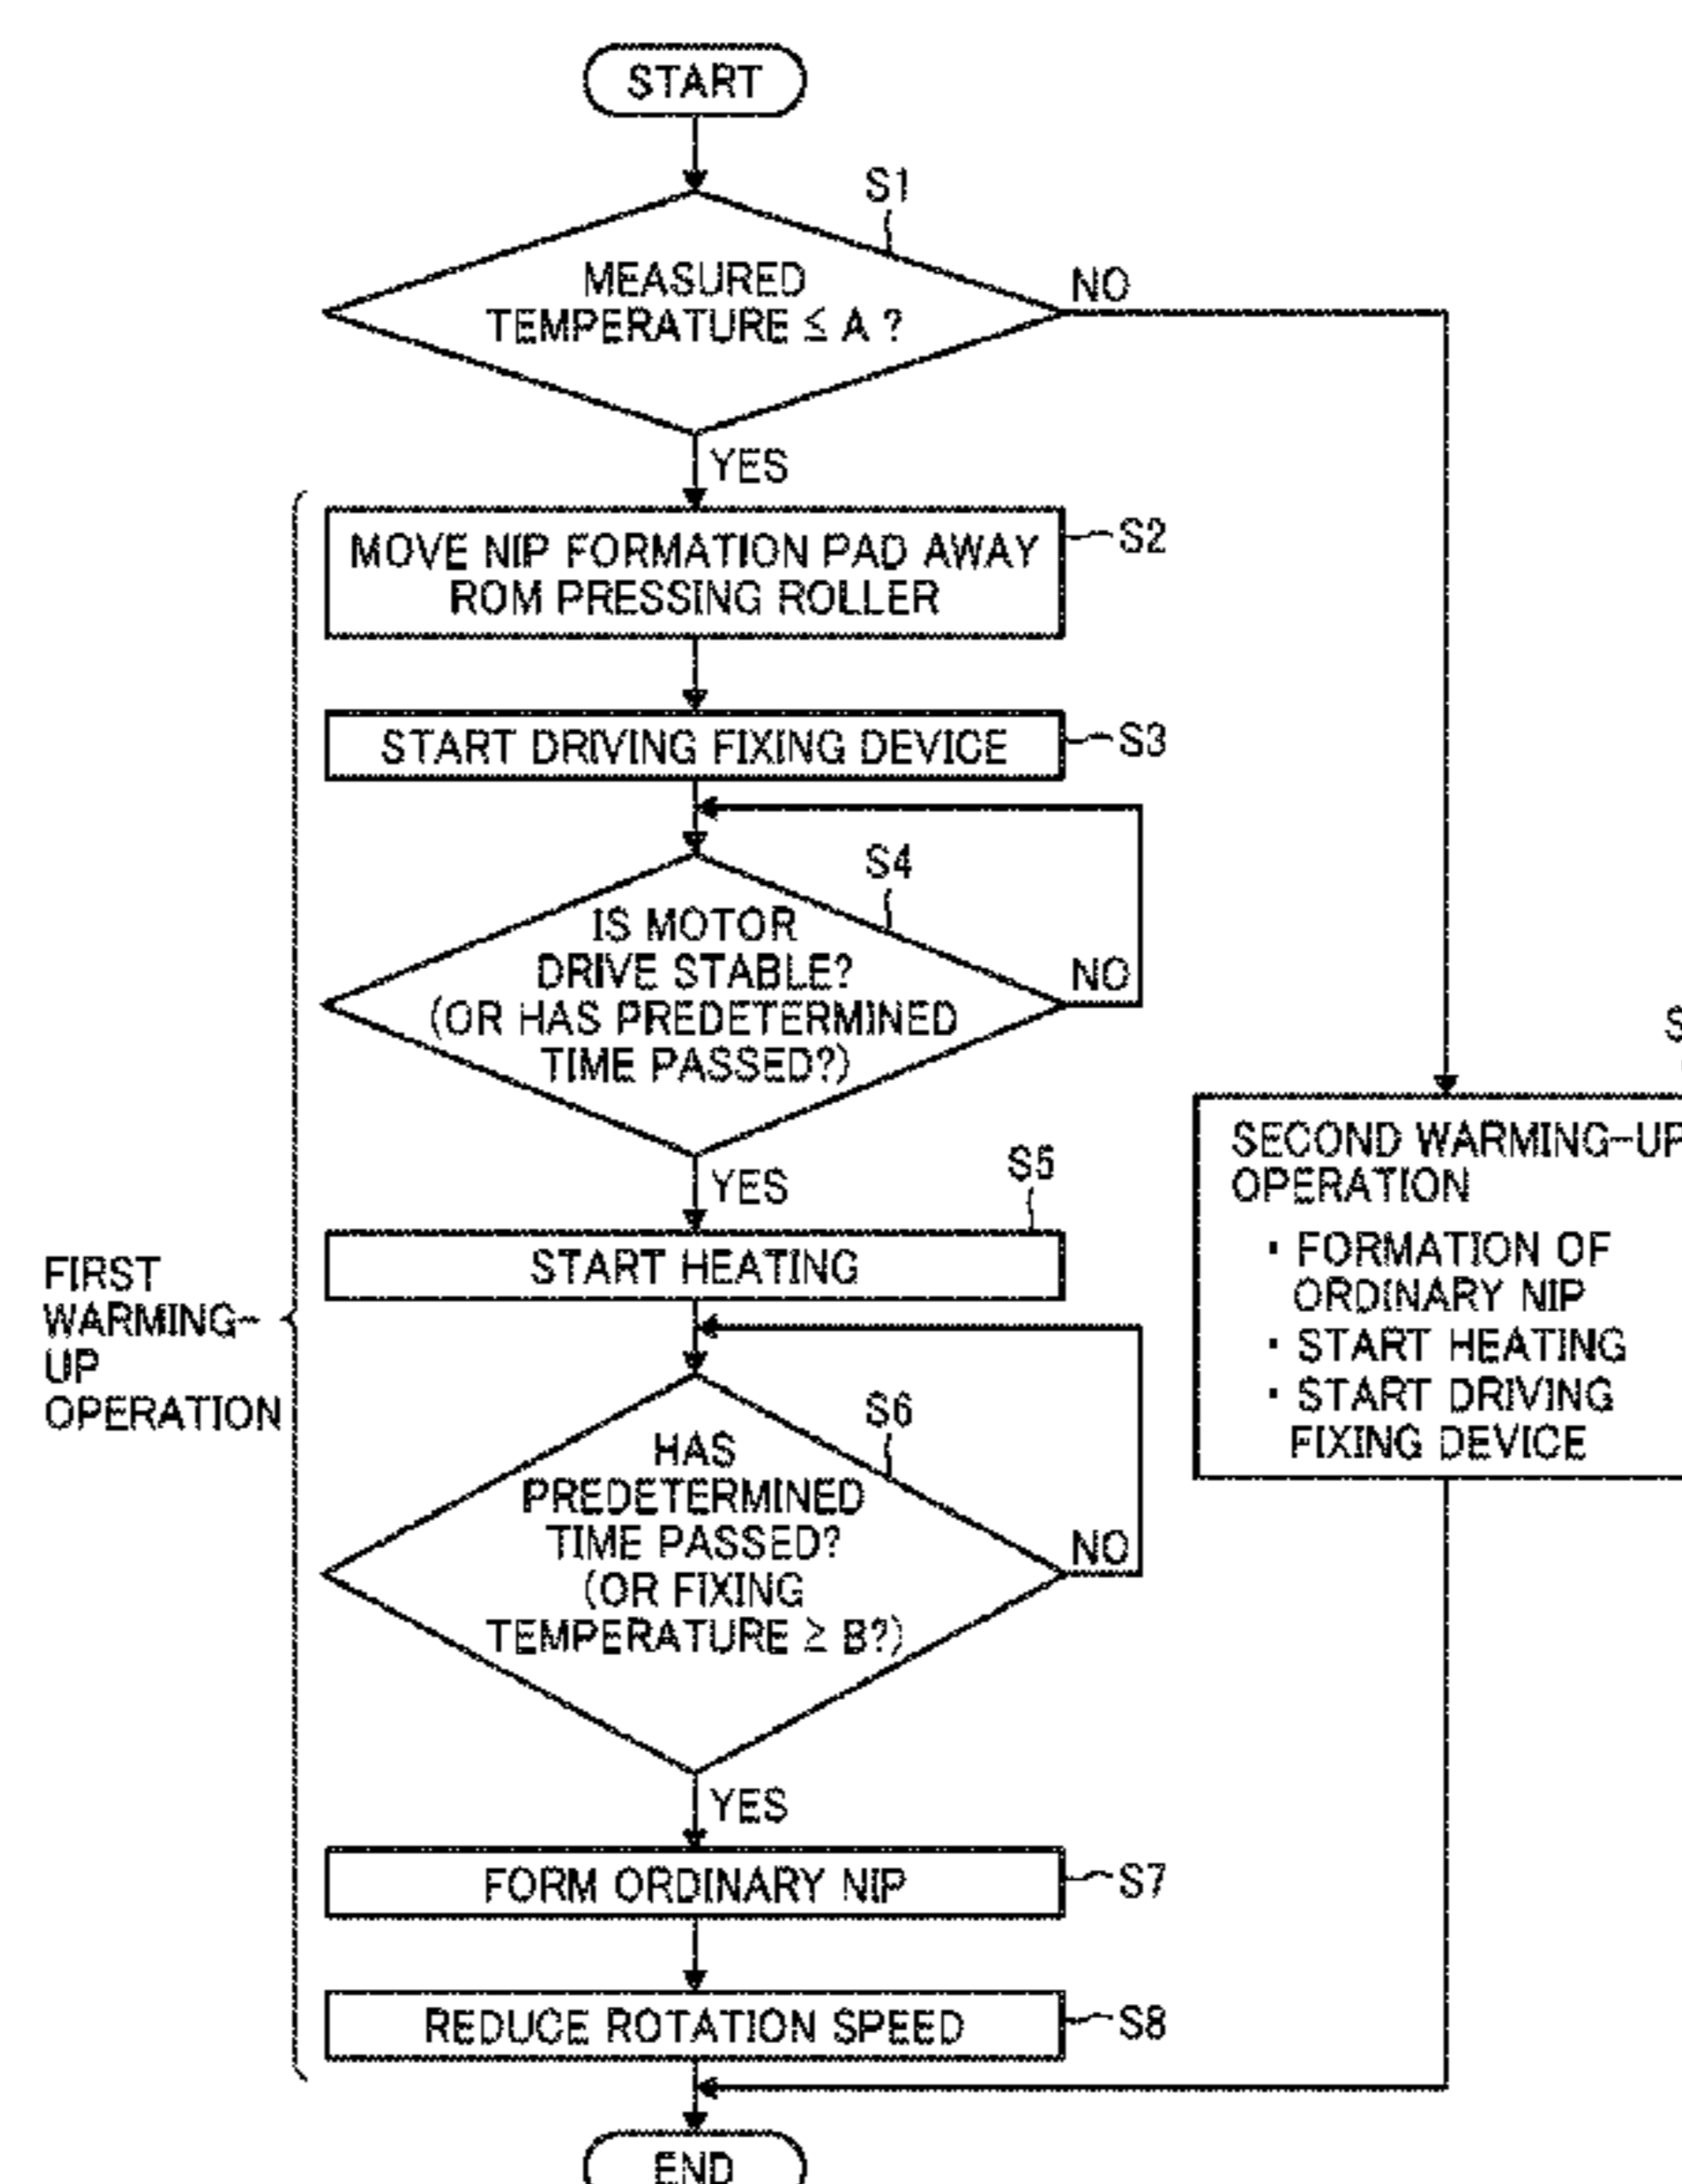 START
S1
MEASURED
TEMPERATURE ≤ A ?
NO
YES
MOVE NIP FORMATION PAD AWAY
ROM PRESSING ROLLER
S2
START DRIVING FIXING DEVICE
S3
S4
IS MOTOR
DRIVE STABLE?
(OR HAS PREDETERMINED
TIME PASSED?)
NO
YES
S5
START HEATING
S6
HAS
PREDETERMINED
TIME PASSED?
(OR FIXING
TEMPERATURE ≥ B?)
NO
YES
FORM ORDINARY NIP
S7
REDUCE ROTATION SPEED
S8
END
FIRST
WARMING-
UP
OPERATION
S
SECOND WARMING-UP
OPERATION
・ FORMATION OF
ORDINARY NIP
・ START HEATING
・ START DRIVING
FIXING DEVICE